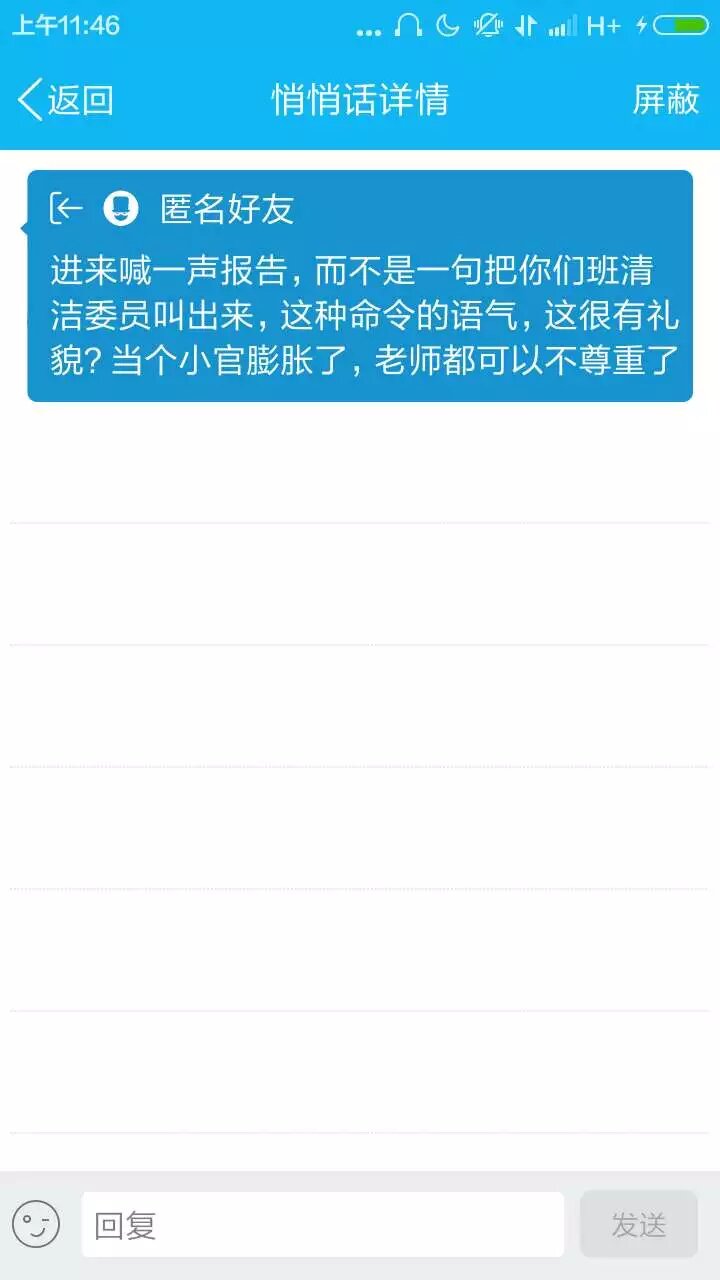 上午11:46
... H+
返回 悄悄话详情 屏蔽
匿名好友
进来喊一声报告，而不是一句把你们班清
洁委员叫出来，这种命令的语气，这很有礼
貌？当个小官膨胀了，老师都可以不尊重了
回复 发送